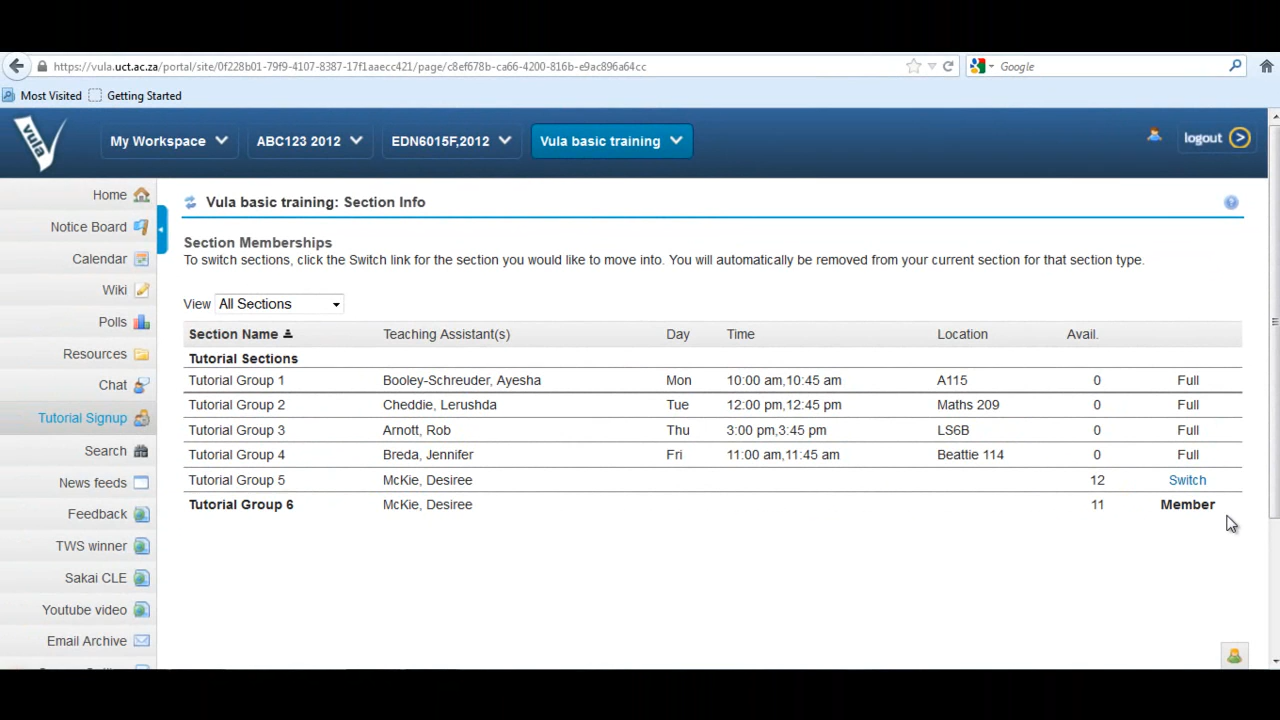 https://vula.uct.ac.za/portal/site/0f228b01-79f9-4107-8387-17f1aaecc421/page/c8ef678b-ca66-4200-816b-e9ac896a64cc
Google
Most Visited Getting Started
vula
My Workspace ABC123 2012 EDN6015F,2012 Vula basic training logout
Home
Notice Board
Calendar
Wiki
Polls
Resources
Chat
Tutorial Signup
Search
News feeds
Feedback
TWS winner
Sakai CLE
Youtube video
Email Archive
Vula basic training: Section Info
Section Memberships
To switch sections, click the Switch link for the section you would like to move into. You will automatically be removed from your current section for that section type.
View All Sections
Section Name Teaching Assistant(s) Day Time Location Avail.
Tutorial Sections
Tutorial Group 1 Booley-Schreuder, Ayesha Mon 10:00 am,10:45 am A115 0 Full
Tutorial Group 2 Cheddie, Lerushda Tue 12:00 pm,12:45 pm Maths 209 0 Full
Tutorial Group 3 Arnott, Rob Thu 3:00 pm,3:45 pm LS6B 0 Full
Tutorial Group 4 Breda, Jennifer Fri 11:00 am,11:45 am Beattie 114 0 Full
Tutorial Group 5 McKie, Desiree 12 Switch
Tutorial Group 6 McKie, Desiree 11 Member